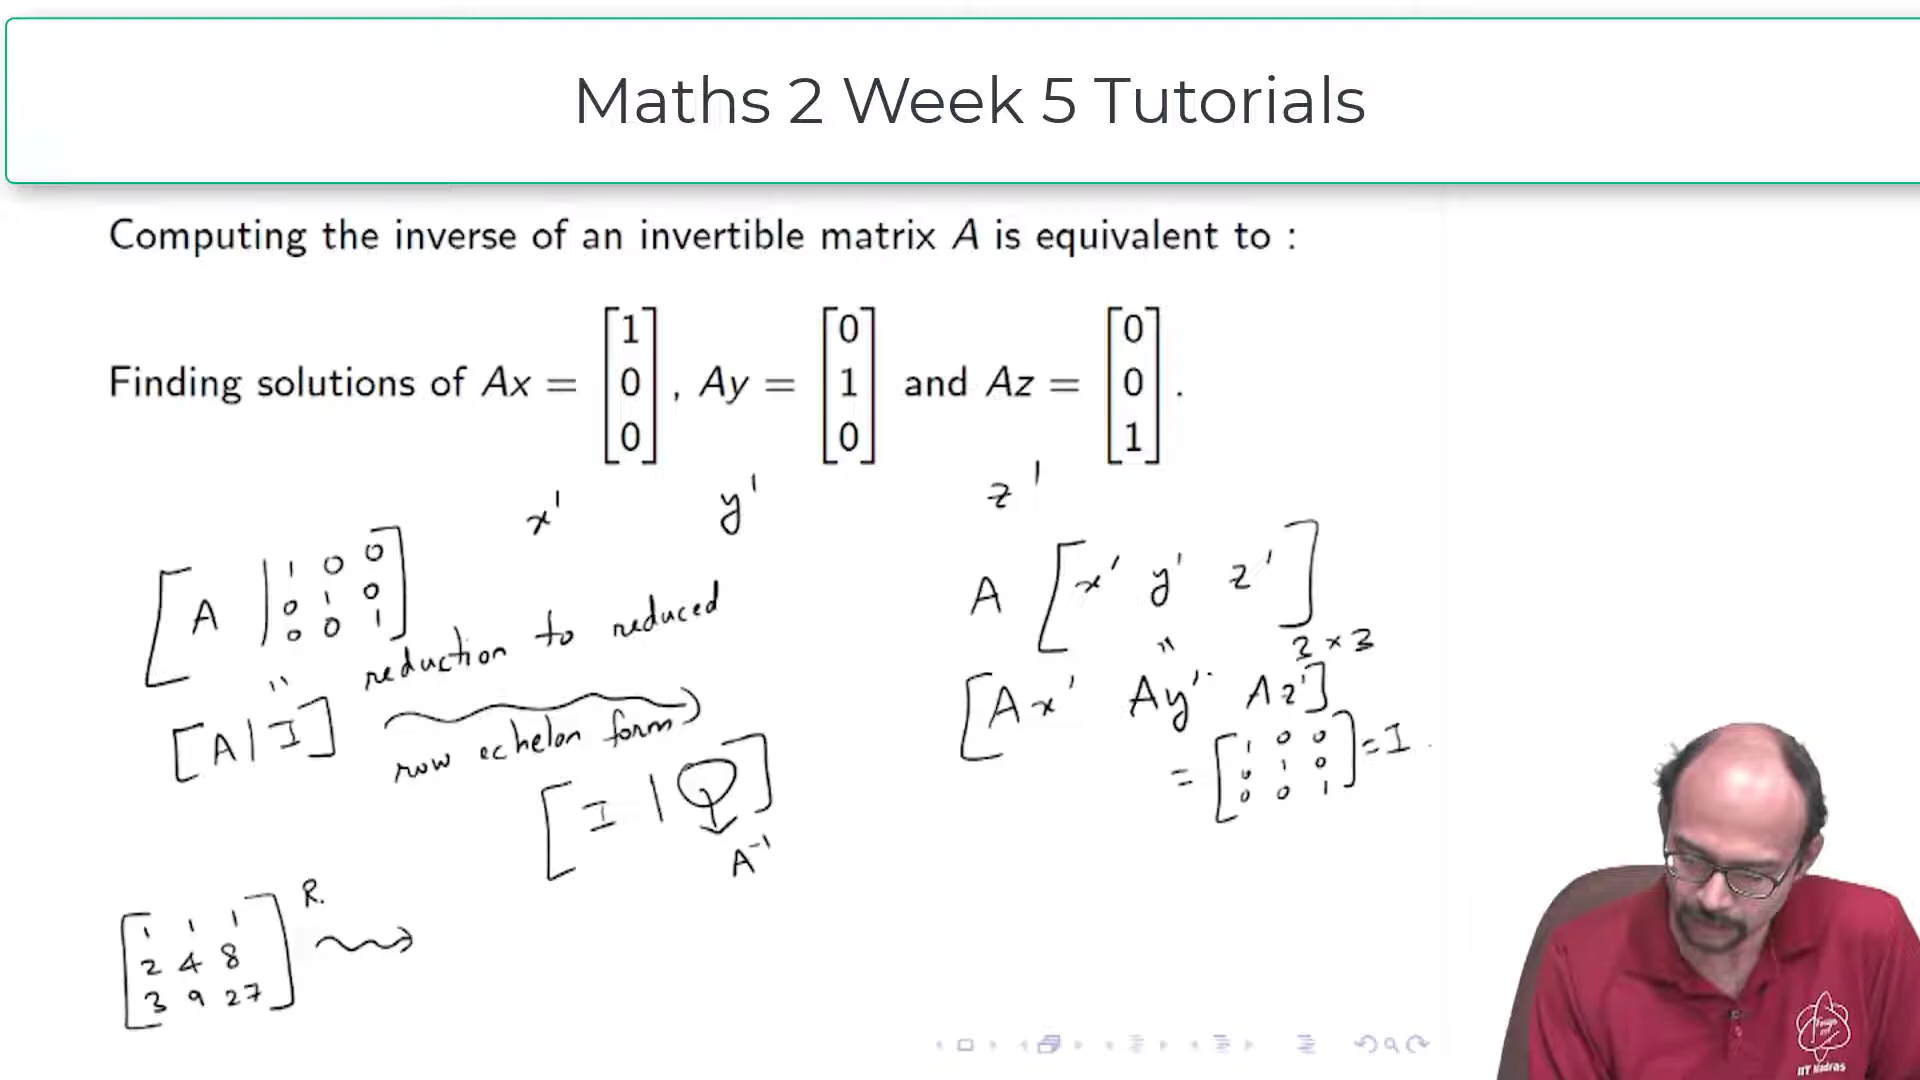 Maths 2 Week 5 Tutorials
Computing the inverse of an invertible matrix A is equivalent to :
Finding solutions of Ax = [1 0 0], Ay = [0 1 0] and Az = [0 0 1].
x' y' z'
[A | 1 0 0
0 1 0
0 0 1]
"
[A | I] reduction to reduced
row echelon form
[I | ]
A⁻¹
A [x' y' z'] 3×3
"
[Ax' Ay' Az']
= [1 0 0
0 1 0
0 0 1] = I.
[1 1 1
2 4 8
3 9 27] R.
IIT Madras